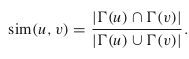 sim(u, v) = |Γ(u) ∩ Γ(v)| / |Γ(u) ∪ Γ(v)|.